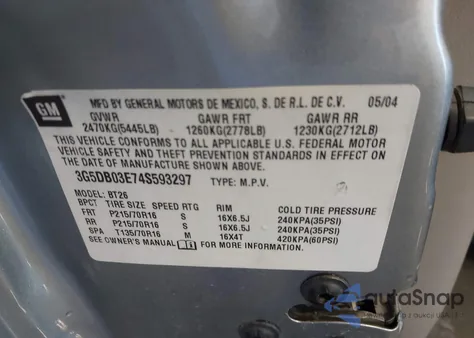 GM
MFD BY GENERAL MOTORS DE MEXICO, S. DE R.L. DE C.V. 05/04
GVWR GAWR FRT GAWR RR
2470KG(5445LB) 1260KG(2778LB) 1230KG(2712LB)
THIS VEHICLE CONFORMS TO ALL APPLICABLE U.S. FEDERAL MOTOR
VEHICLE SAFETY AND THEFT PREVENTION STANDARDS IN EFFECT ON
THE DATE OF MANUFACTURE SHOWN ABOVE.
3G5DB03E74S593297 TYPE: M.P.V.
MODEL: BT26
BPCT TIRE SIZE SPEED RTG RIM COLD TIRE PRESSURE
FRT P215/70R16 S 16X6.5J 240KPA(35PSI)
RR P215/70R16 S 16X6.5J 240KPA(35PSI)
SPA T135/70R16 M 16X4T 420KPA(60PSI)
SEE OWNER'S MANUAL FOR MORE INFORMATION.
autoSnap